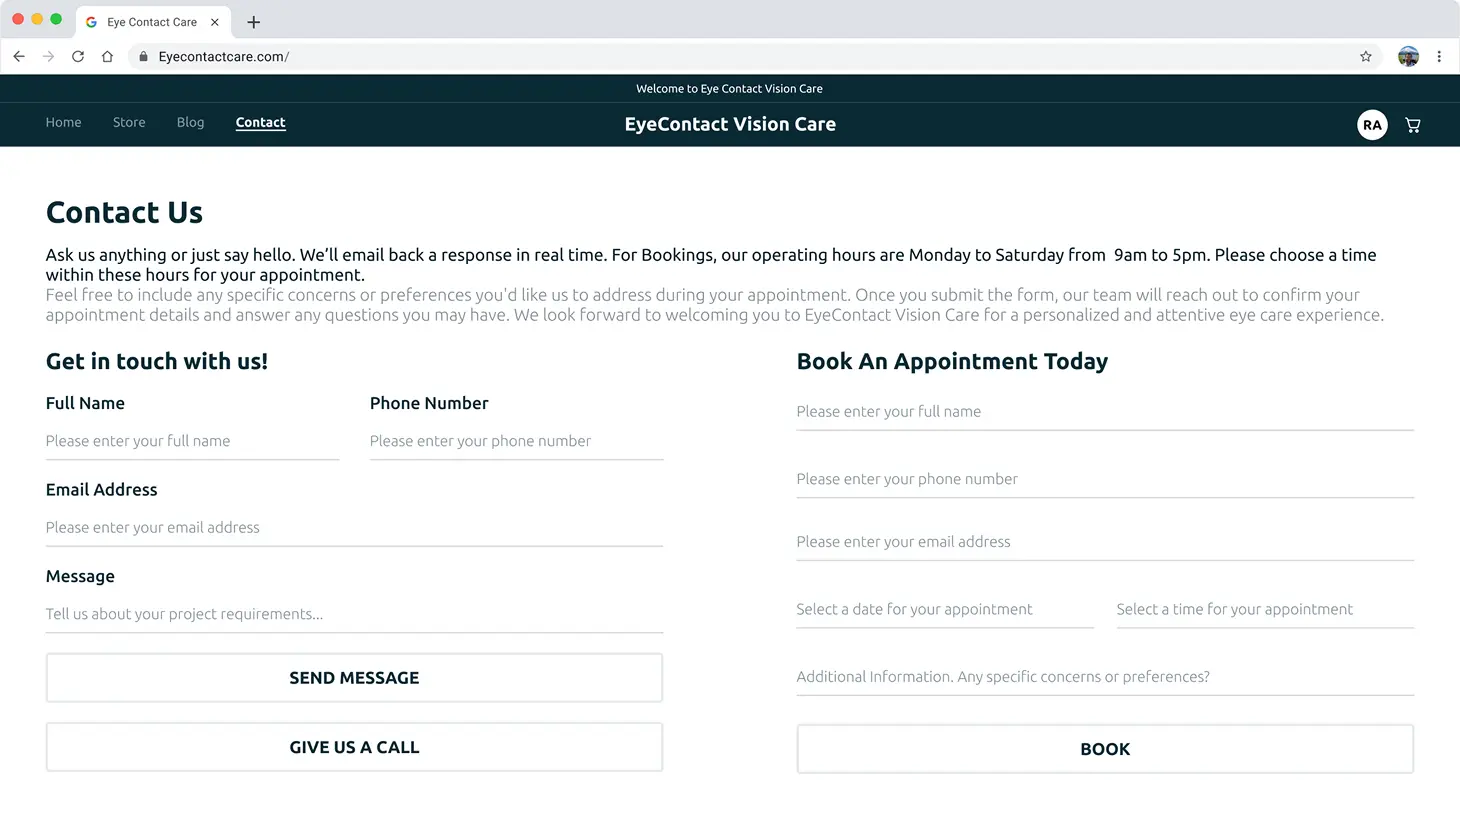 Eye Contact Care
Eyecontactcare.com/
Welcome to Eye Contact Vision Care
Home Store Blog Contact
EyeContact Vision Care
RA
Contact Us
Ask us anything or just say hello. We’ll email back a response in real time. For Bookings, our operating hours are Monday to Saturday from  9am to 5pm. Please choose a time
within these hours for your appointment.
Feel free to include any specific concerns or preferences you'd like us to address during your appointment. Once you submit the form, our team will reach out to confirm your
appointment details and answer any questions you may have. We look forward to welcoming you to EyeContact Vision Care for a personalized and attentive eye care experience.
Get in touch with us!
Full Name Phone Number
Please enter your full name Please enter your phone number
Email Address
Please enter your email address
Message
Tell us about your project requirements...
SEND MESSAGE
GIVE US A CALL
Book An Appointment Today
Please enter your full name
Please enter your phone number
Please enter your email address
Select a date for your appointment Select a time for your appointment
Additional Information. Any specific concerns or preferences?
BOOK